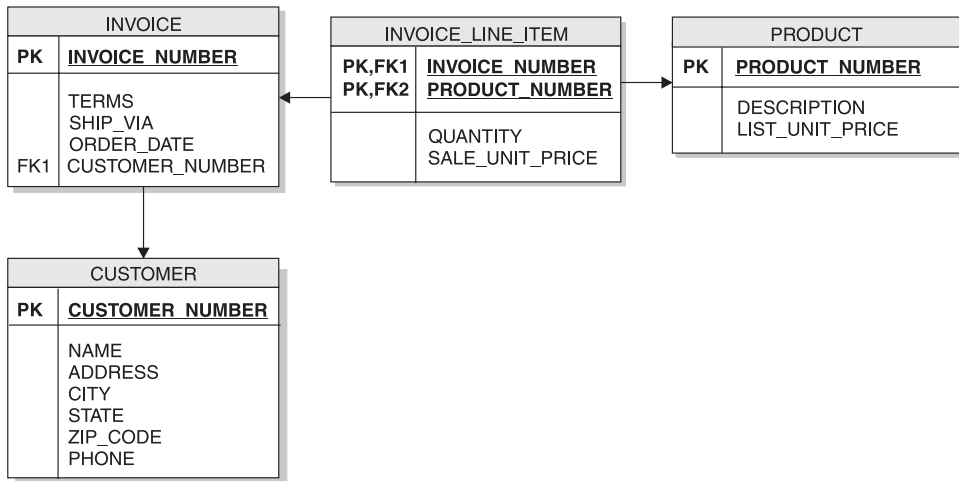 INVOICE
PK INVOICE_NUMBER
TERMS
SHIP_VIA
ORDER_DATE
FK1 CUSTOMER_NUMBER
INVOICE_LINE_ITEM
PK,FK1 INVOICE_NUMBER
PK,FK2 PRODUCT_NUMBER
QUANTITY
SALE_UNIT_PRICE
PRODUCT
PK PRODUCT_NUMBER
DESCRIPTION
LIST_UNIT_PRICE
CUSTOMER
PK CUSTOMER_NUMBER
NAME
ADDRESS
CITY
STATE
ZIP_CODE
PHONE